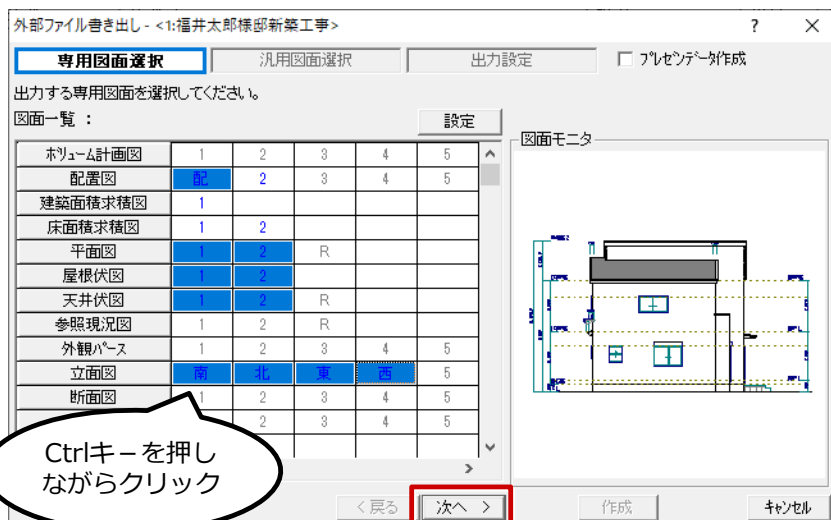 外部ファイル書き出し - <1:福井太郎様邸新築工事>
? ×
専用図面選択 汎用図面選択 出力設定 プレゼンデータ作成
出力する専用図面を選択してください。
図面一覧 : 設定
図面モニタ
ボリューム計画図 1 2 3 4 5
配置図 配 2 3 4 5
建築面積求積図 1
床面積求積図 1 2
平面図 1 2 R
屋根伏図 1 2
天井伏図 1 2 R
参照現況図 1 2 R
外観パース 1 2 3 4 5
立面図 南 北 東 西 5
断面図 1 2 3 4 5
2 3 4 5
Ctrlキーを押し
ながらクリック
< 戻る 次へ > 作成 キャンセル